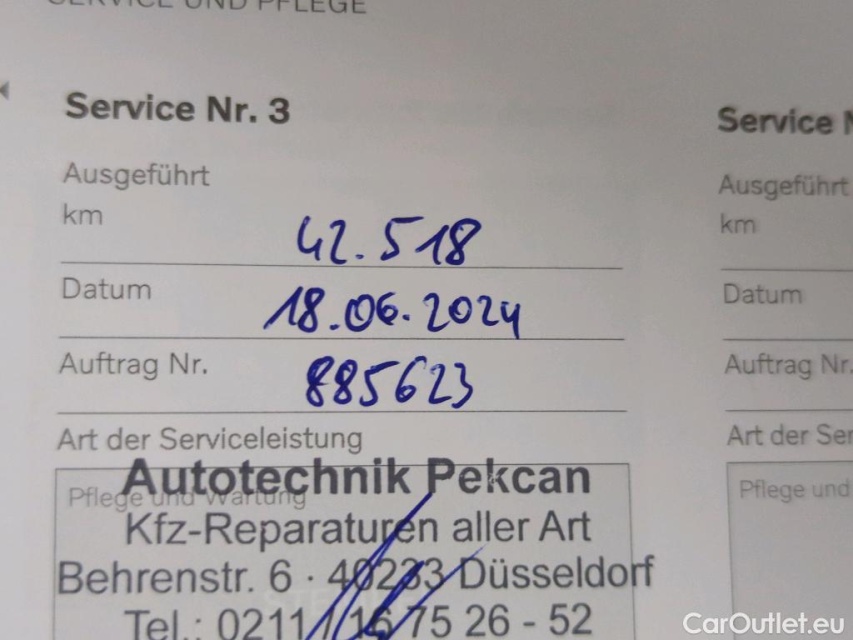 SERVICE UND PFLEGE
Service Nr. 3
Ausgeführt
km 42.518
Datum 18.06.2024
Auftrag Nr. 885623
Art der Serviceleistung
Pflege und Wartung
Autotechnik Pekcan
Kfz-Reparaturen aller Art
Behrenstr. 6 · 40233 Düsseldorf
Tel.: 0211 / 16 75 26 - 52
Service
Ausgeführt
km
Datum
Auftrag Nr.
Art der Ser
Pflege und
CarOutlet.eu